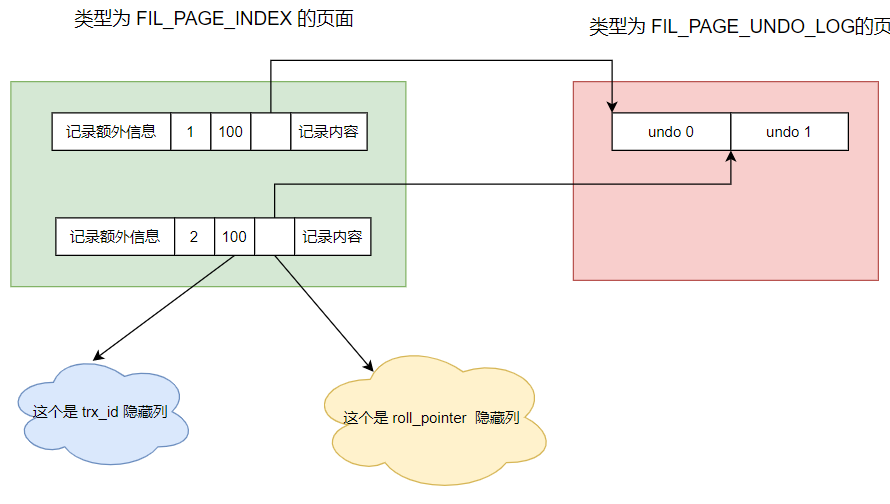 类型为 FIL_PAGE_INDEX 的页面
类型为 FIL_PAGE_UNDO_LOG的页
记录额外信息 1 100 记录内容
undo 0 undo 1
记录额外信息 2 100 记录内容
这个是 trx_id 隐藏列
这个是 roll_pointer 隐藏列